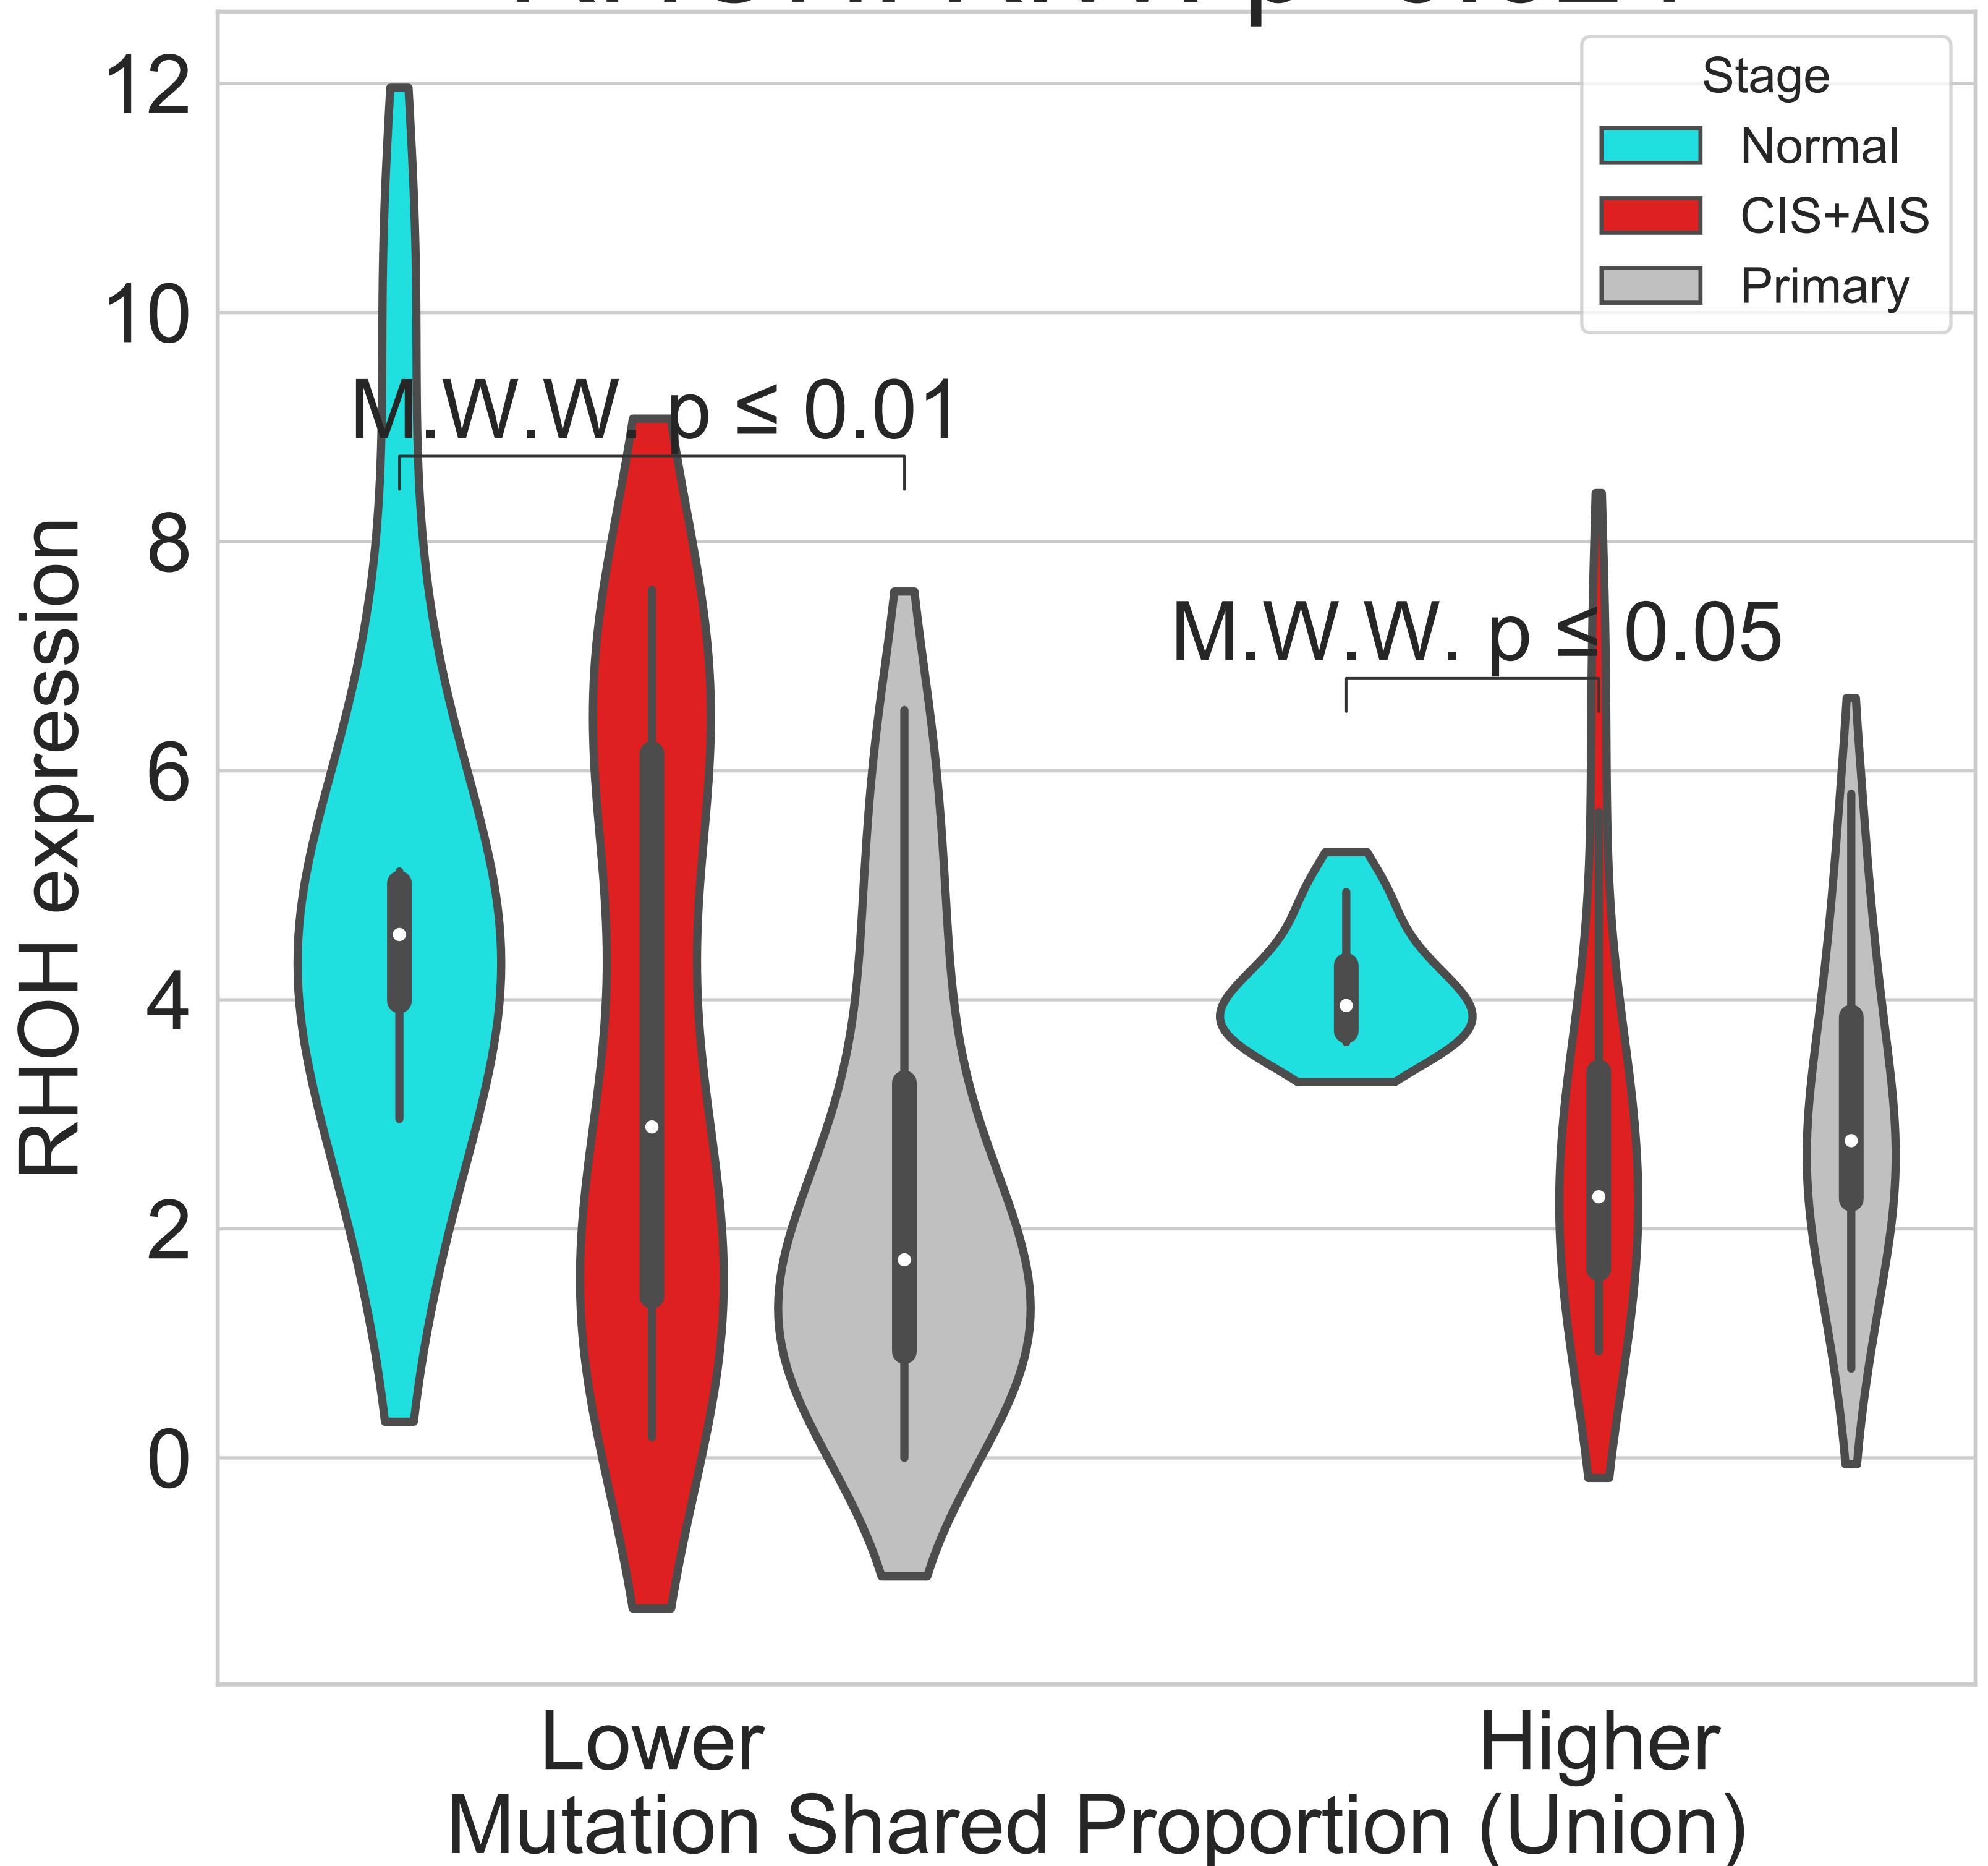 12
10
8
6
4
2
0
RHOH expression
Stage
Normal
CIS+AIS
Primary
M.W.W. p ≤ 0.01
M.W.W. p ≤ 0.05
Lower
Higher
Mutation Shared Proportion (Union)